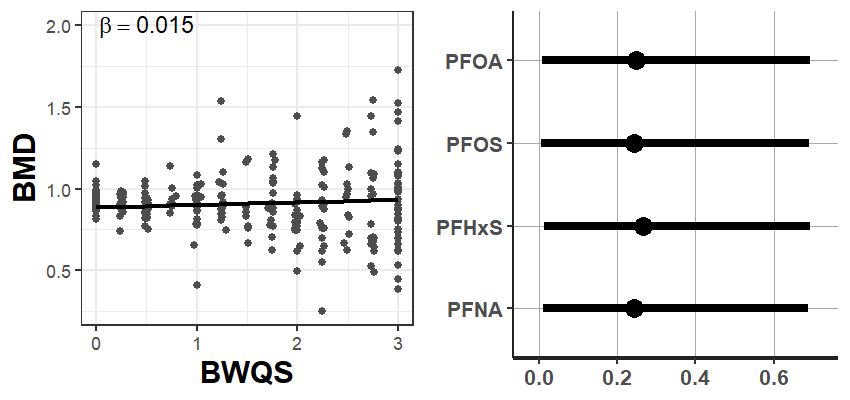 β = 0.015
2.0
1.5
1.0
0.5
BMD
0 1 2 3
BWQS
PFOA
PFOS
PFHxS
PFNA
0.0 0.2 0.4 0.6